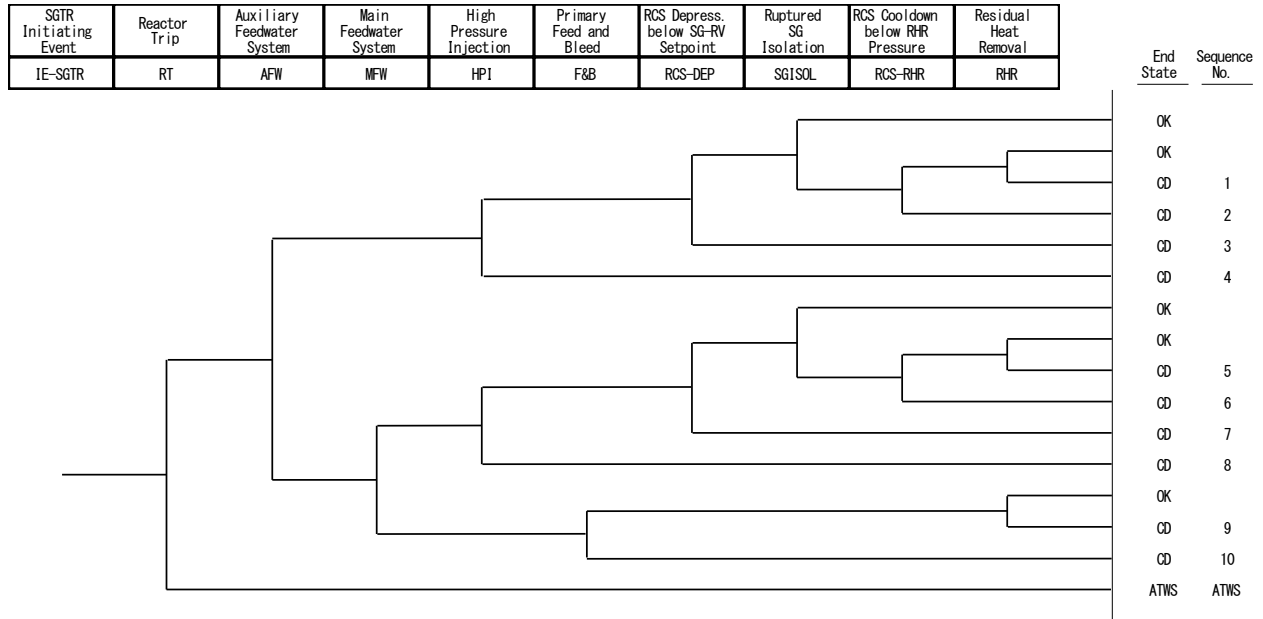 SGTR Initiating Event
Reactor Trip
Auxiliary Feedwater System
Main Feedwater System
High Pressure Injection
Primary Feed and Bleed
RCS Depress. below SG-RV Setpoint
Ruptured SG Isolation
RCS Cooldown below RHR Pressure
Residual Heat Removal
IE-SGTR
RT
AFW
MFW
HPI
F&B
RCS-DEP
SGISOL
RCS-RHR
RHR
End State
Sequence No.
OK
OK
CD 1
CD 2
CD 3
CD 4
OK
OK
CD 5
CD 6
CD 7
CD 8
OK
CD 9
CD 10
ATWS ATWS